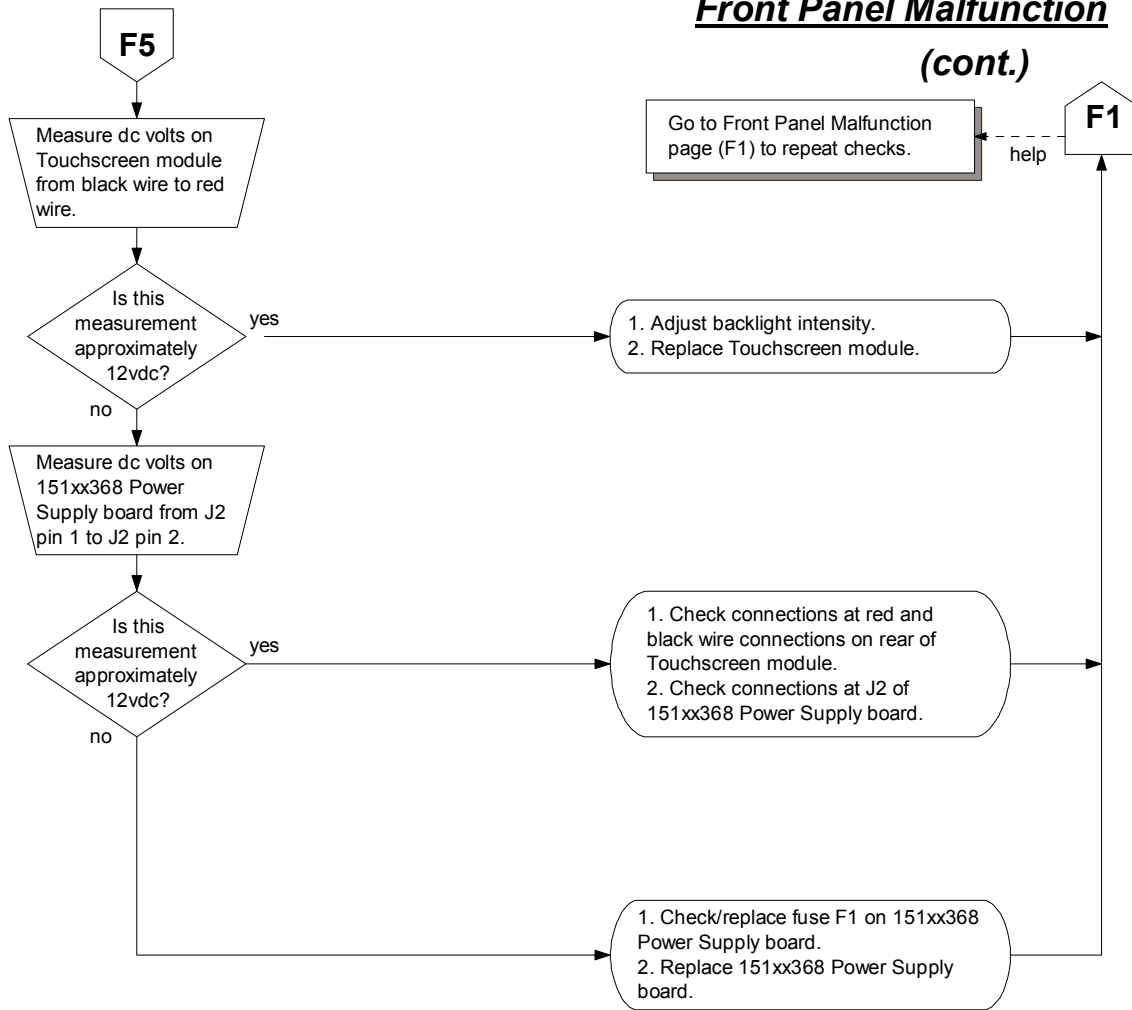 Front Panel Malfunction
(cont.)
F5
Measure dc volts on
Touchscreen module
from black wire to red
wire.
Go to Front Panel Malfunction
page (F1) to repeat checks.
help
F1
Is this
measurement
approximately
12vdc?
yes
no
1. Adjust backlight intensity.
2. Replace Touchscreen module.
Measure dc volts on
151xx368 Power
Supply board from J2
pin 1 to J2 pin 2.
Is this
measurement
approximately
12vdc?
yes
no
1. Check connections at red and
black wire connections on rear of
Touchscreen module.
2. Check connections at J2 of
151xx368 Power Supply board.
1. Check/replace fuse F1 on 151xx368
Power Supply board.
2. Replace 151xx368 Power Supply
board.